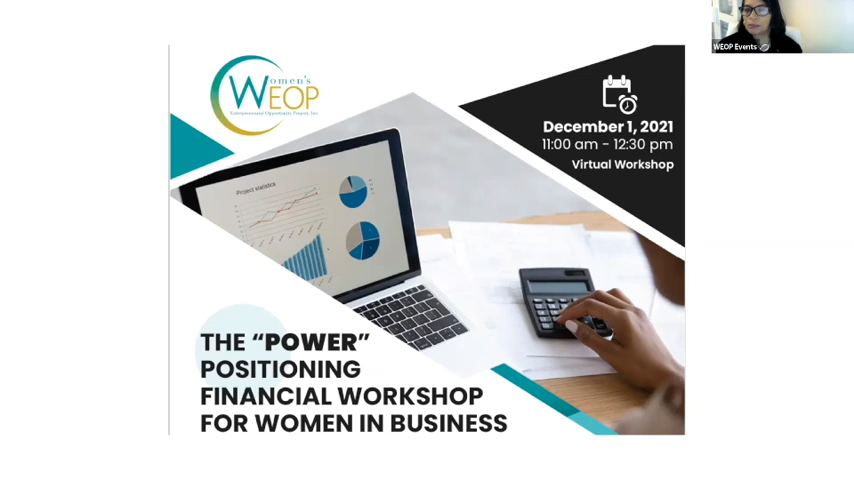 Women's
WEOP
Entrepreneurial Opportunity Project, Inc.
December 1, 2021
11:00 am - 12:30 pm
Virtual Workshop
Project statistics
THE “POWER”
POSITIONING
FINANCIAL WORKSHOP
FOR WOMEN IN BUSINESS
WEOP Events